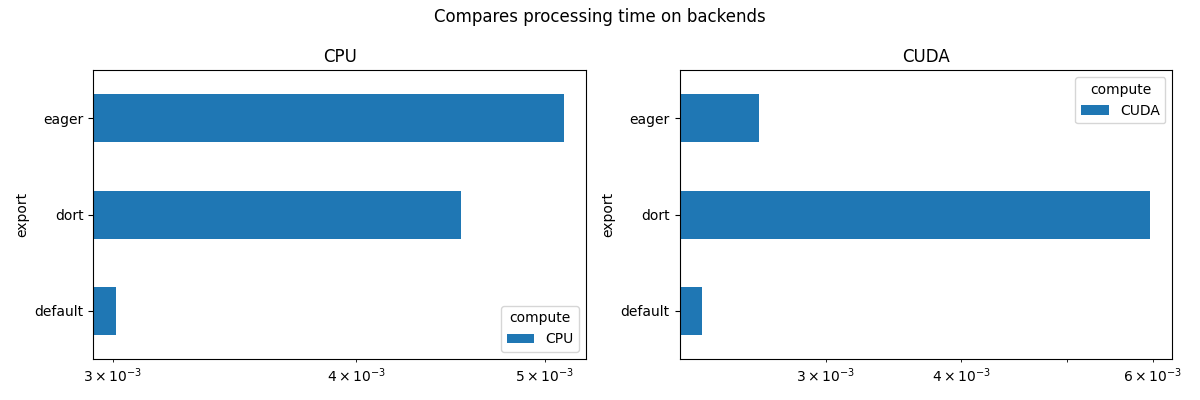 Compares processing time on backends
CPU
export
eager
dort
default
compute
CPU
3 × 10⁻³
4 × 10⁻³
5 × 10⁻³
CUDA
export
eager
dort
default
compute
CUDA
3 × 10⁻³
4 × 10⁻³
6 × 10⁻³